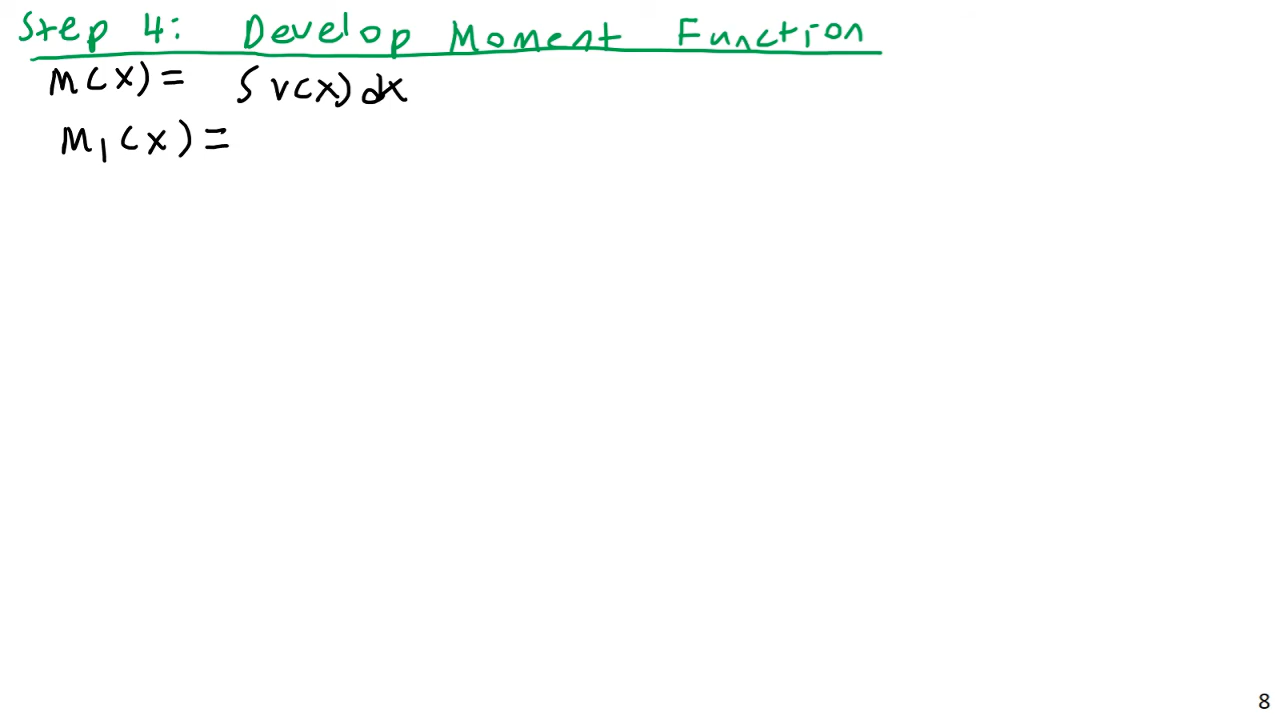 Step 4: Develop Moment Function
M(x) = ∫ v(x) dx
M₁(x) =
8